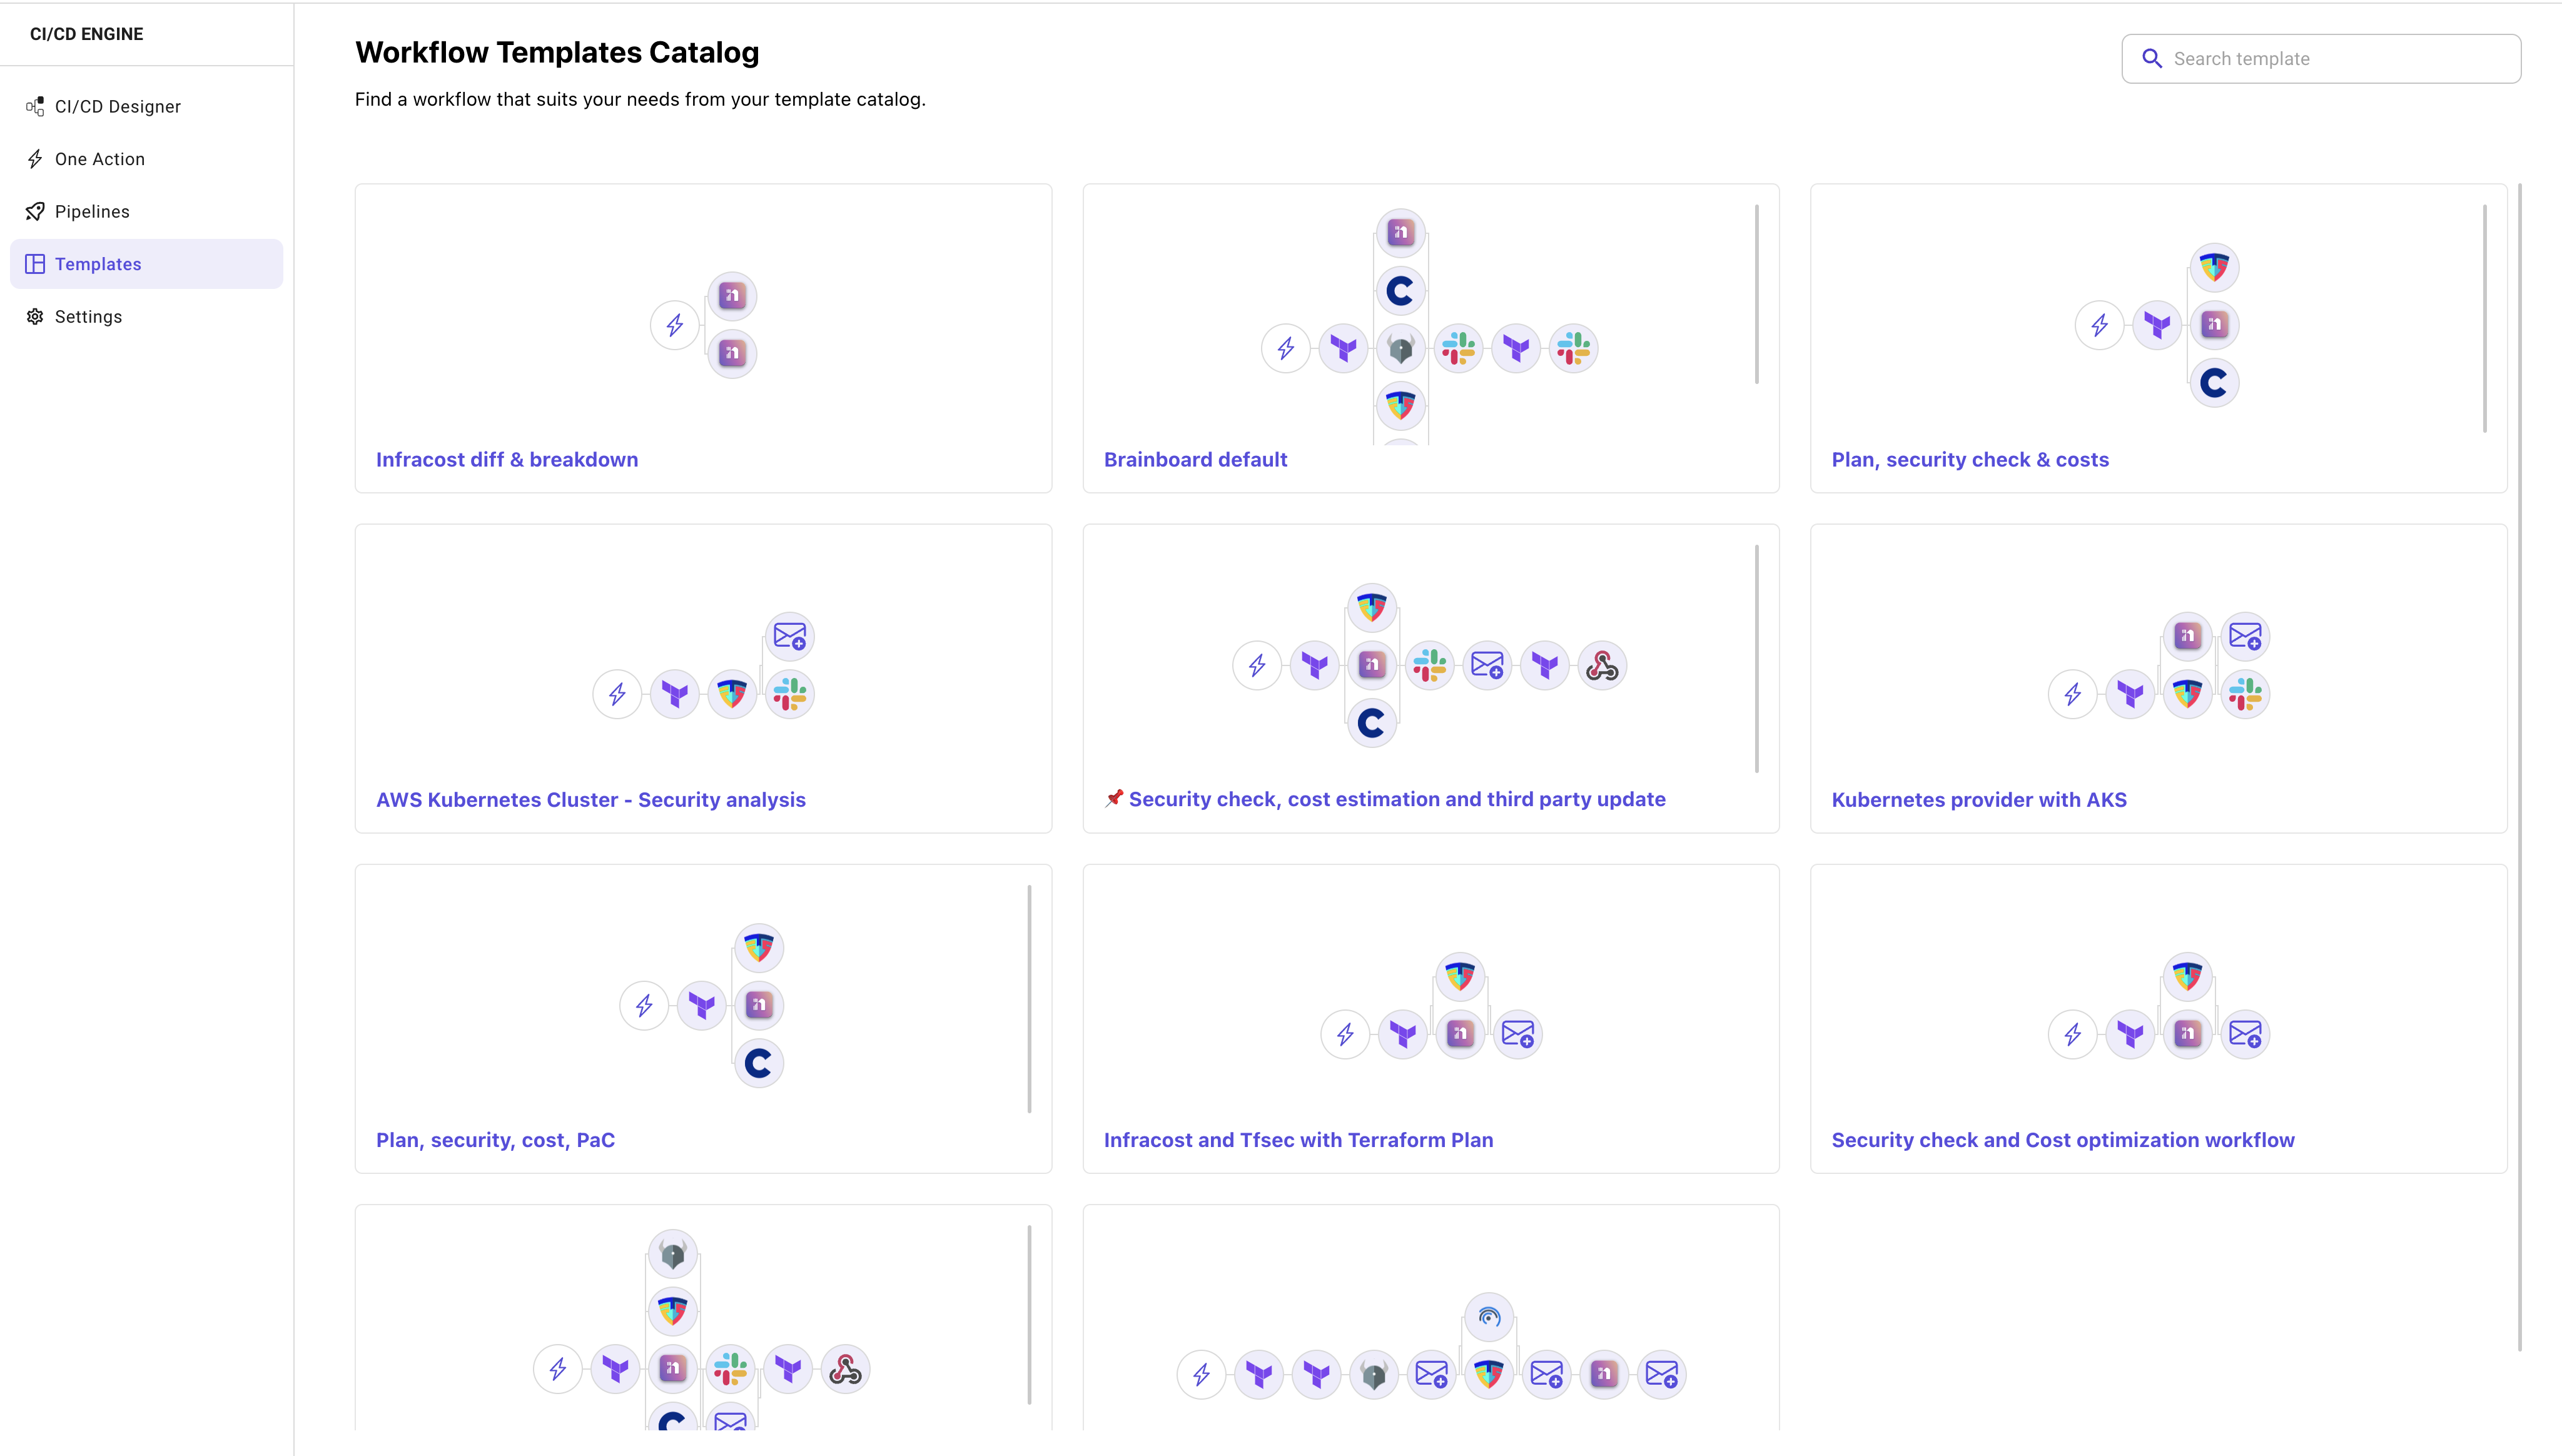 CI/CD ENGINE
CI/CD Designer
One Action
Pipelines
Templates
Settings
Workflow Templates Catalog
Find a workflow that suits your needs from your template catalog.
Search template
Infracost diff & breakdown
Brainboard default
Plan, security check & costs
AWS Kubernetes Cluster - Security analysis
Security check, cost estimation and third party update
Kubernetes provider with AKS
Plan, security, cost, PaC
Infracost and Tfsec with Terraform Plan
Security check and Cost optimization workflow